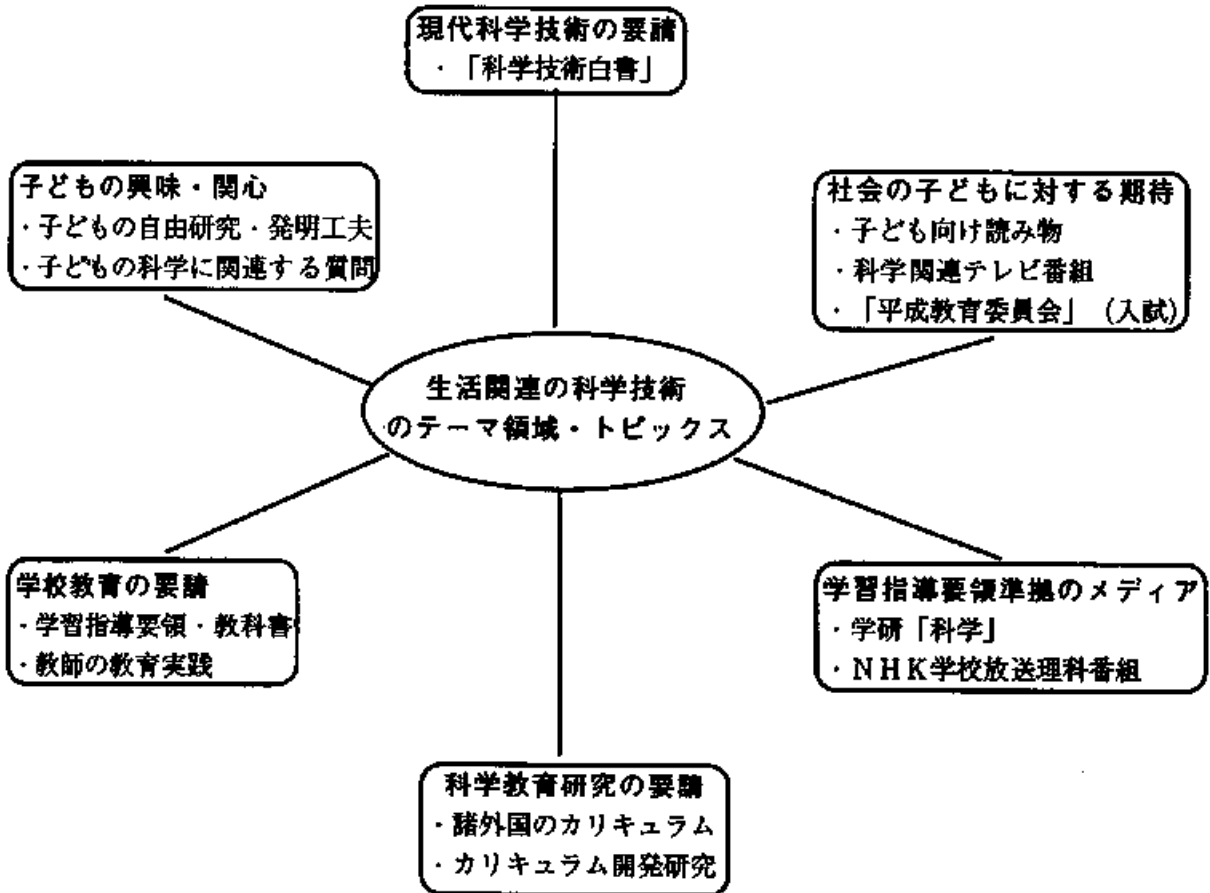 現代科学技術の要請
・「科学技術白書」
子どもの興味・関心
・子どもの自由研究・発明工夫
・子どもの科学に関連する質問
社会の子どもに対する期待
・子ども向け読み物
・科学関連テレビ番組
・「平成教育委員会」(入試)
生活関連の科学技術
のテーマ領域・トピックス
学校教育の要請
・学習指導要領・教科書
・教師の教育実践
学習指導要領準拠のメディア
・学研「科学」
・NHK学校放送理科番組
科学教育研究の要請
・諸外国のカリキュラム
・カリキュラム開発研究